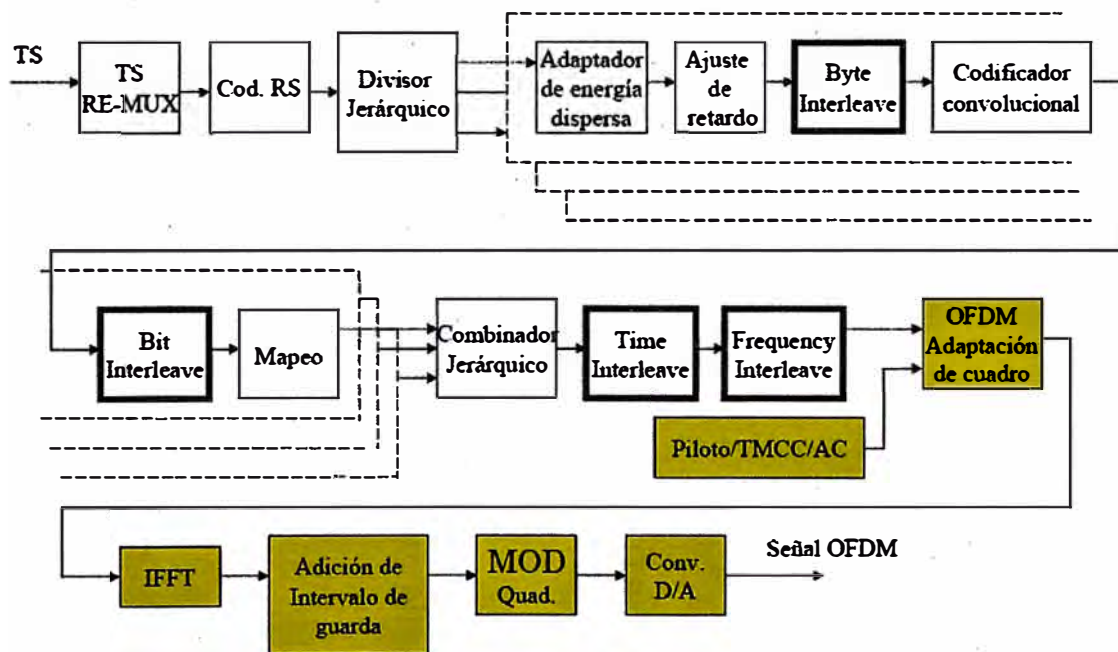 TS
TS
RE-MUX
Cod. RS
Divisor
Jerárquico
Adaptador
de energía
dispersa
Ajuste
de
retardo
Byte
Interleave
Codificador
convolucional
Bit
Interleave
Mapeo
Combinador
Jerárquico
Time
Interleave
Frequency
Interleave
OFDM
Adaptación
de cuadro
Piloto/TMCC/AC
IFFT
Adición de
Intervalo de
guarda
MOD
Quad.
Conv.
D/A
Señal OFDM